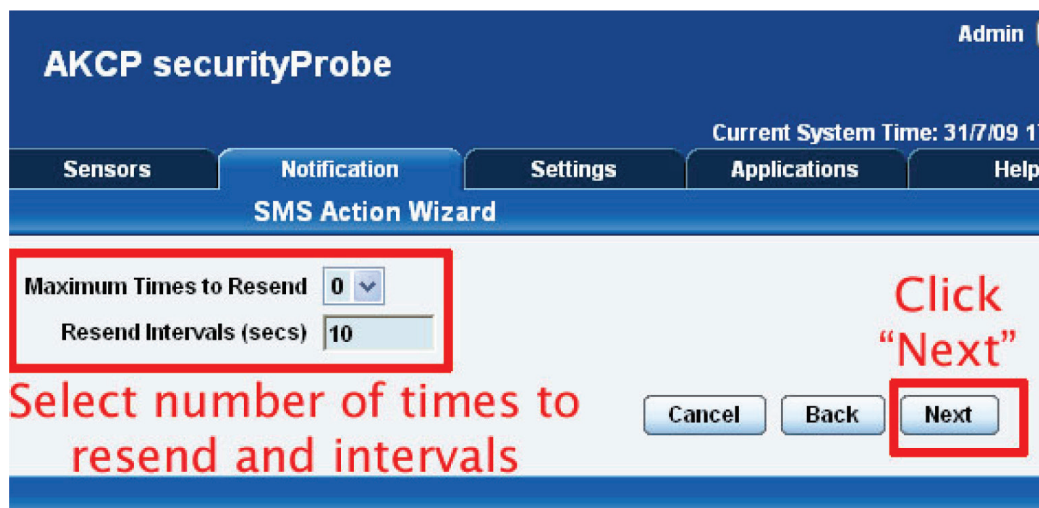 Admin
AKCP securityProbe
Current System Time: 31/7/09 1
Sensors Notification Settings Applications Help
SMS Action Wizard
Maximum Times to Resend 0
Resend Intervals (secs) 10
Click
“Next”
Select number of times to
resend and intervals
Cancel Back Next